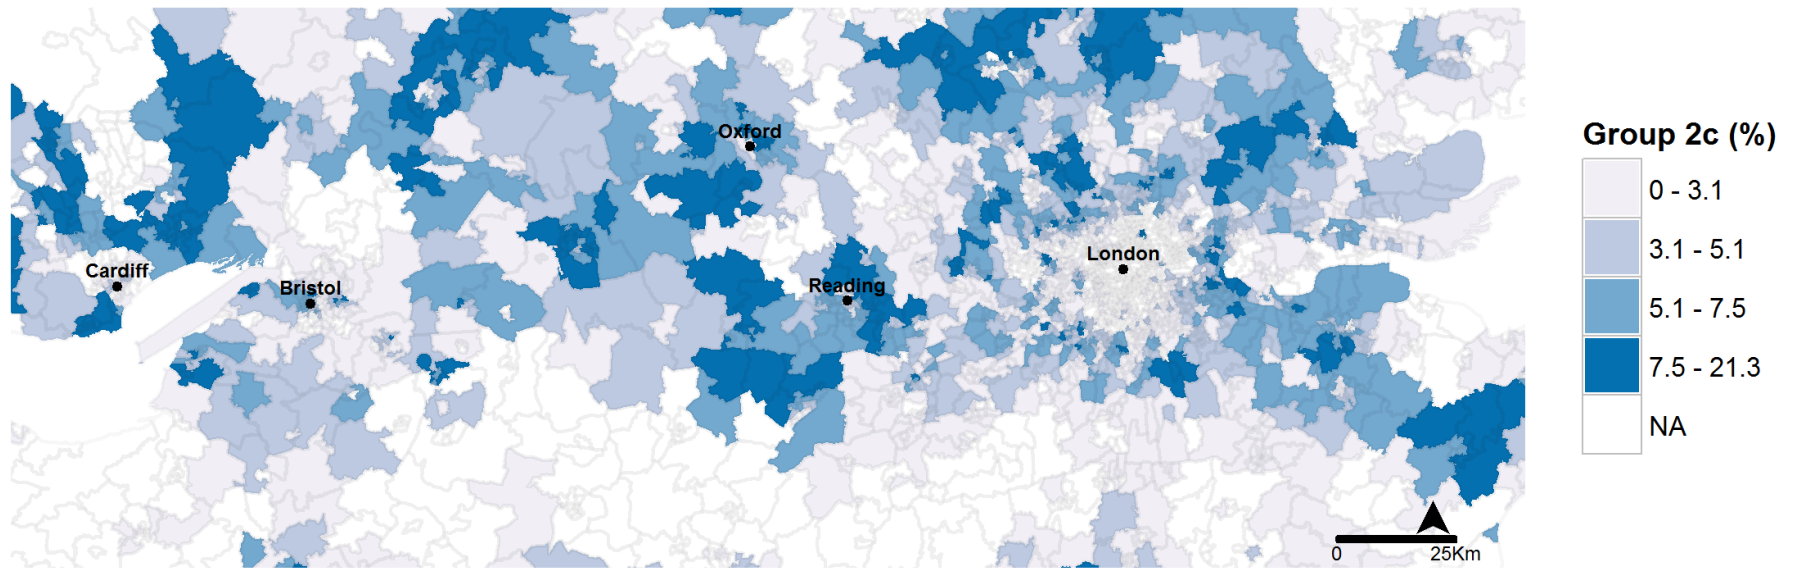 Oxford
Cardiff
Bristol
Reading
London
Group 2c (%)
0 - 3.1
3.1 - 5.1
5.1 - 7.5
7.5 - 21.3
NA
0 25Km